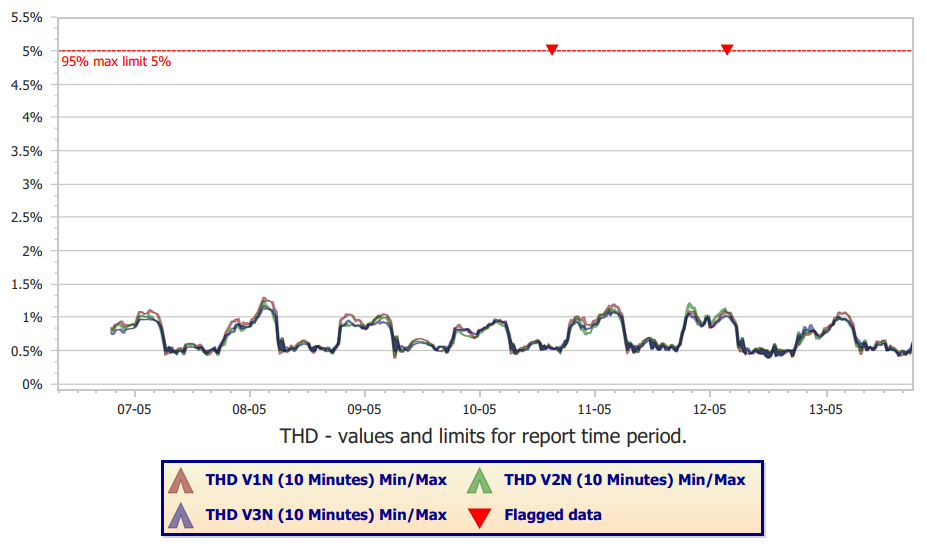 5.5%
5%
95% max limit 5%
4.5%
4%
3.5%
3%
2.5%
2%
1.5%
1%
0.5%
0%
07-05 08-05 09-05 10-05 11-05 12-05 13-05
THD - values and limits for report time period.
THD V1N (10 Minutes) Min/Max THD V2N (10 Minutes) Min/Max
THD V3N (10 Minutes) Min/Max Flagged data